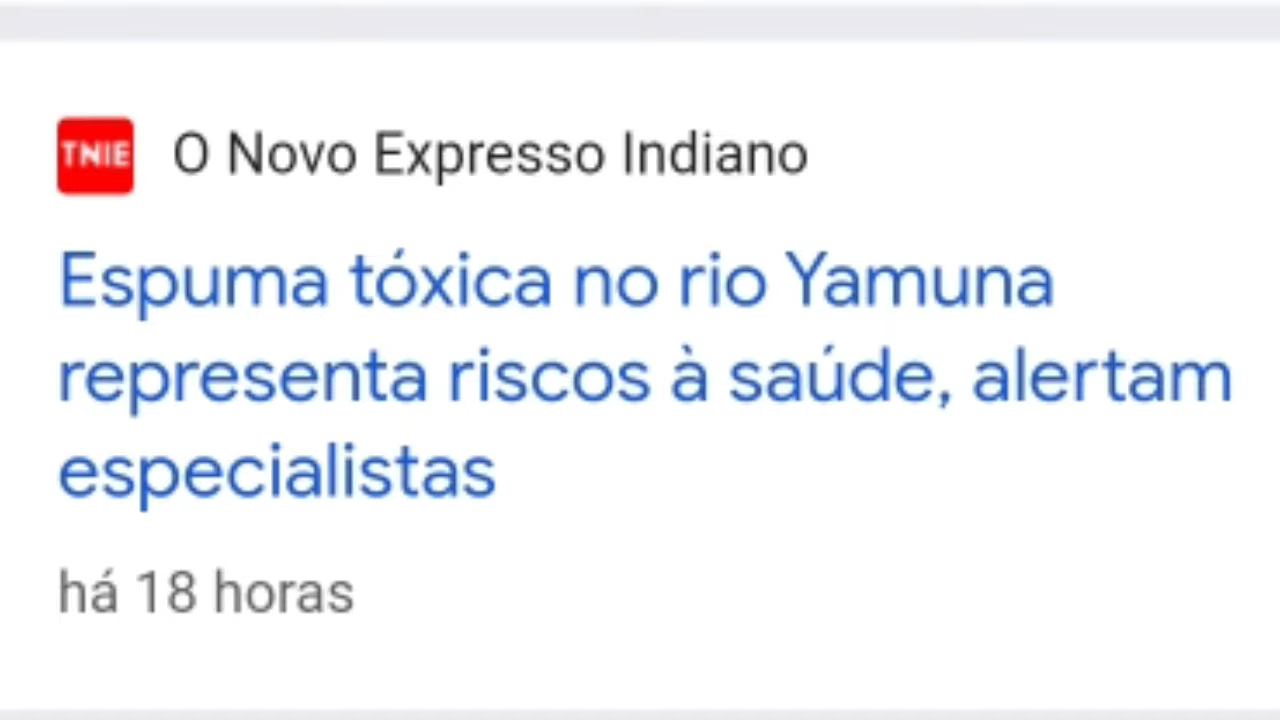 TNIE O Novo Expresso Indiano
Espuma tóxica no rio Yamuna
representa riscos à saúde, alertam
especialistas
há 18 horas